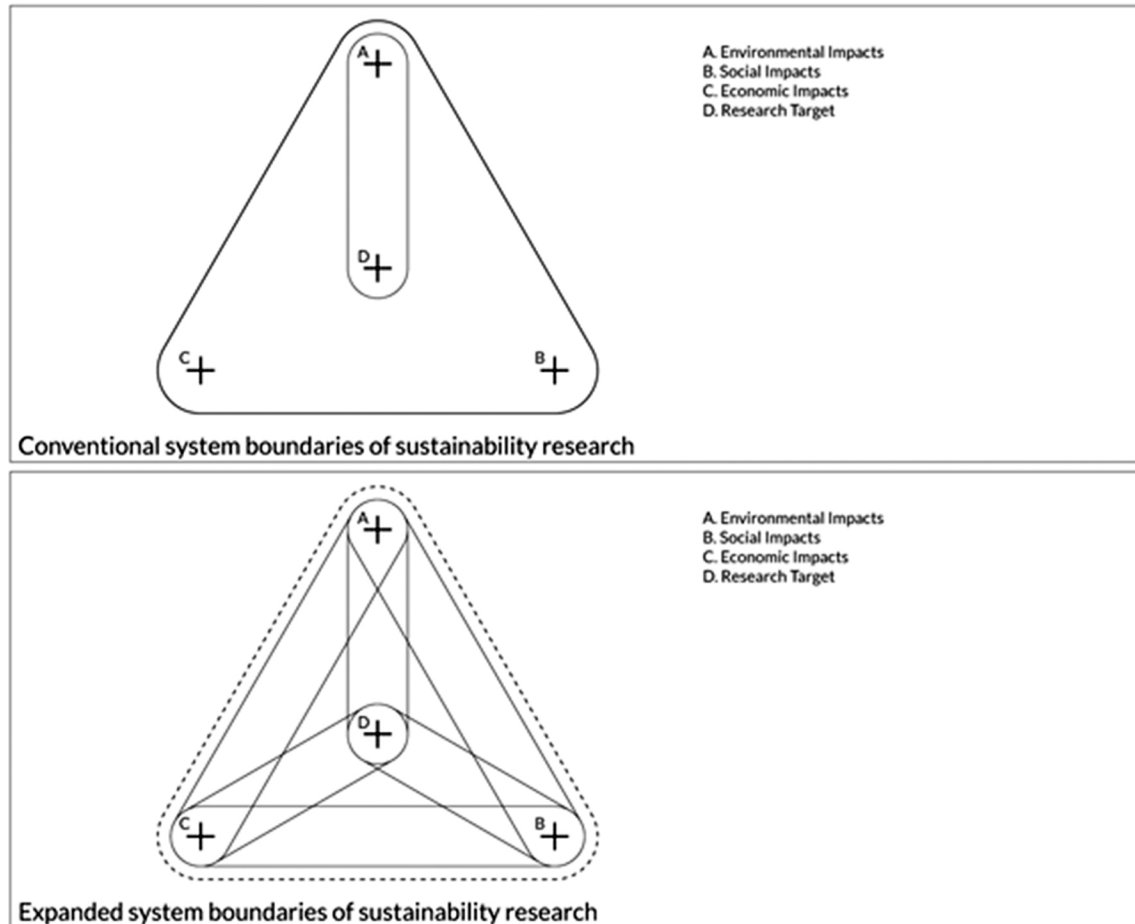 A
A. Environmental Impacts
B. Social Impacts
C. Economic Impacts
D. Research Target
D
C
B
Conventional system boundaries of sustainability research
A
A. Environmental Impacts
B. Social Impacts
C. Economic Impacts
D. Research Target
D
C
B
Expanded system boundaries of sustainability research